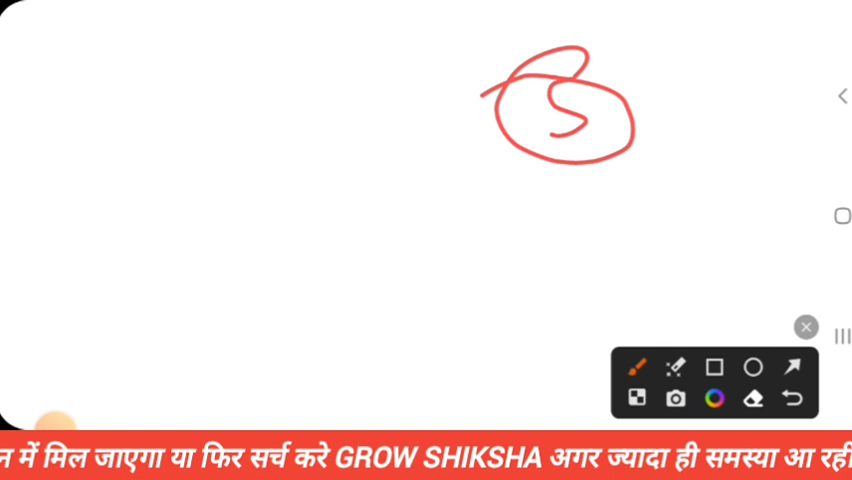 S
न में मिल जाएगा या फिर सर्च करे GROW SHIKSHA अगर ज्यादा ही समस्या आ रही